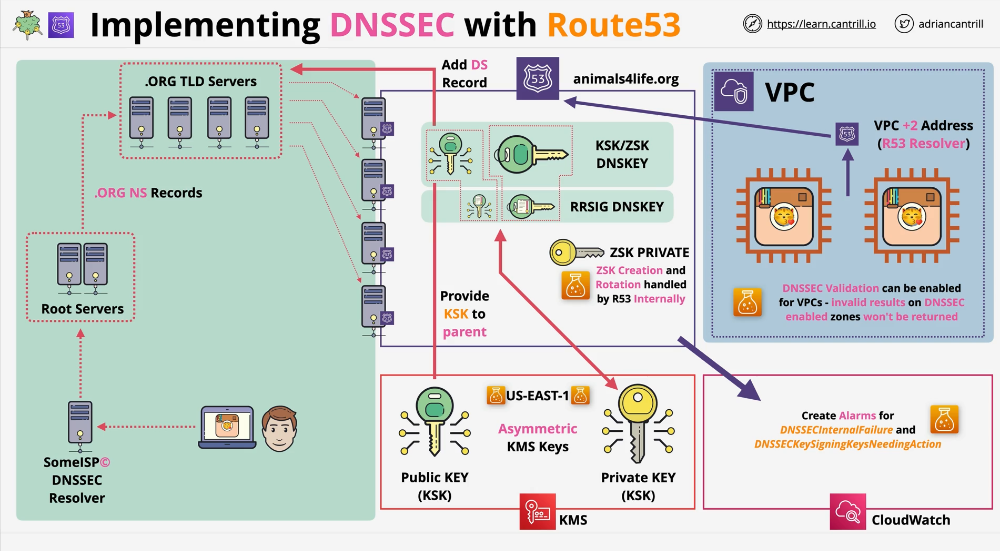 Implementing DNSSEC with Route53
https://learn.cantrill.io
adriancantrill
.ORG TLD Servers
.ORG NS Records
Root Servers
SomeISP©
DNSSEC
Resolver
Add DS
Record
53
animals4life.org
KSK/ZSK
DNSKEY
RRSIG DNSKEY
ZSK PRIVATE
ZSK Creation and
Rotation handled
by R53 Internally
Provide
KSK to
parent
VPC
VPC +2 Address
(R53 Resolver)
DNSSEC Validation can be enabled
for VPCs - invalid results on DNSSEC
enabled zones won't be returned
US-EAST-1
Asymmetric
KMS Keys
Public KEY
(KSK)
Private KEY
(KSK)
KMS
Create Alarms for
DNSSECInternalFailure and
DNSSECKeySigningKeysNeedingAction
CloudWatch